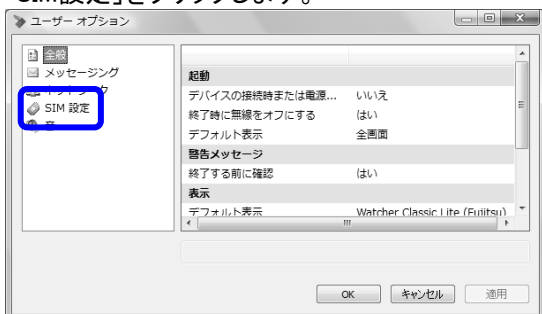 「SIM設定」をクリックします。
ユーザー オプション
全般
メッセージング
SIM 設定
音
起動
デバイスの接続時または電源... いいえ
終了時に無線をオフにする はい
デフォルト表示 全画面
警告メッセージ
終了する前に確認 はい
表示
デフォルト表示 Watcher Classic Lite (Fujitsu)
OK キャンセル 適用